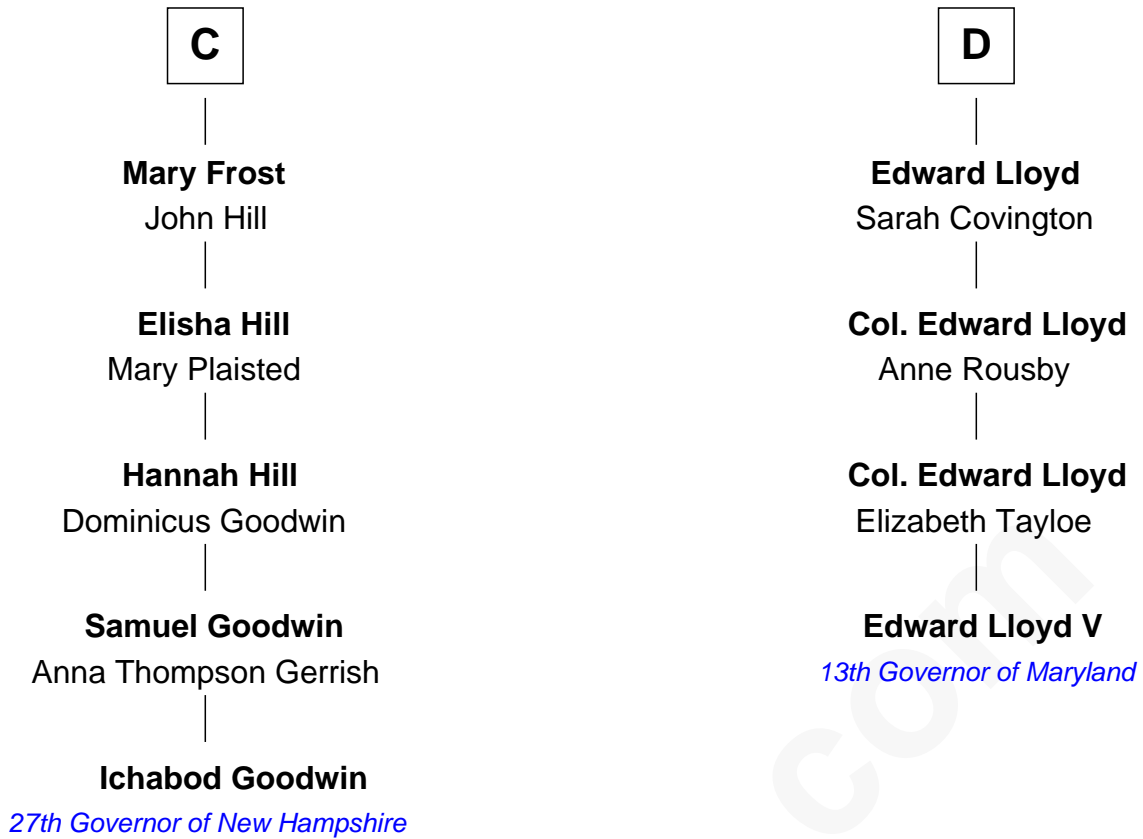 C
Mary Frost
John Hill
Elisha Hill
Mary Plaisted
Hannah Hill
Dominicus Goodwin
Samuel Goodwin
Anna Thompson Gerrish
Ichabod Goodwin
27th Governor of New Hampshire
D
Edward Lloyd
Sarah Covington
Col. Edward Lloyd
Anne Rousby
Col. Edward Lloyd
Elizabeth Tayloe
Edward Lloyd V
13th Governor of Maryland
com